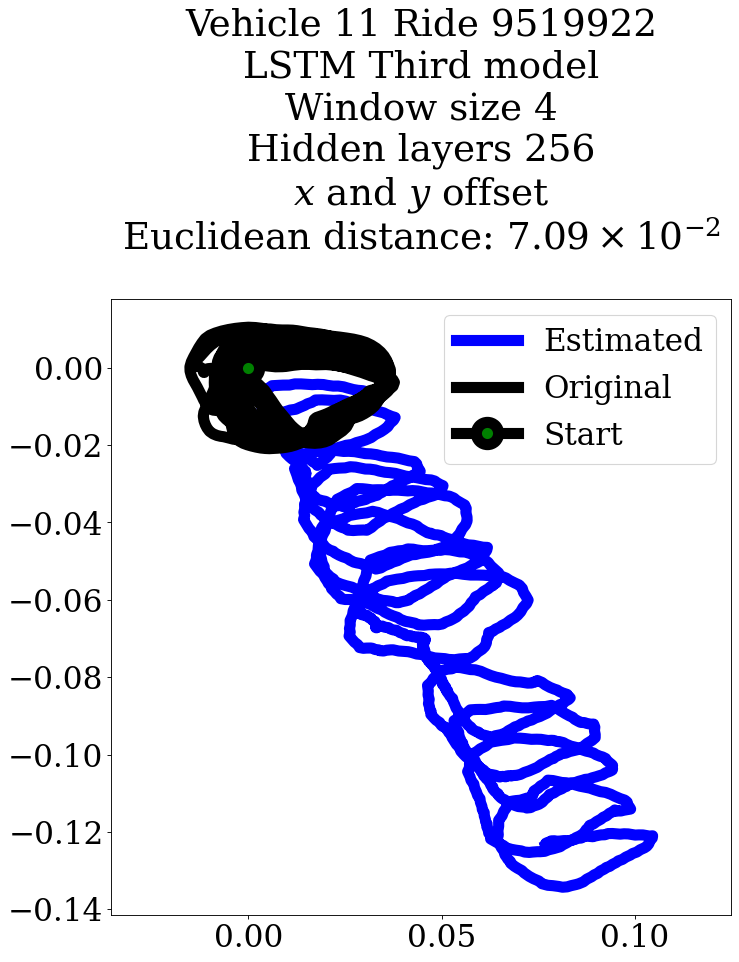 Vehicle 11 Ride 9519922
LSTM Third model
Window size 4
Hidden layers 256
x and y offset
Euclidean distance: 7.09 × 10⁻²
Estimated
Original
Start
0.00
−0.02
−0.04
−0.06
−0.08
−0.10
−0.12
−0.14
0.00 0.05 0.10